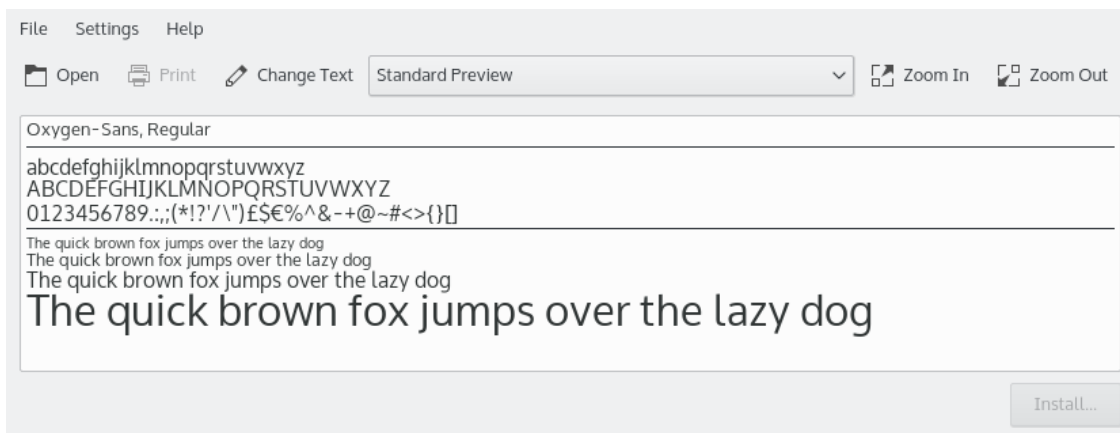 File Settings Help
Open Print Change Text Standard Preview Zoom In Zoom Out
Oxygen-Sans, Regular
abcdefghijklmnopqrstuvwxyz
ABCDEFGHIJKLMNOPQRSTUVWXYZ
0123456789.:,;(*!?'/\")£$€%^&-+@~#<>{}[]
The quick brown fox jumps over the lazy dog
The quick brown fox jumps over the lazy dog
The quick brown fox jumps over the lazy dog
The quick brown fox jumps over the lazy dog
Install...